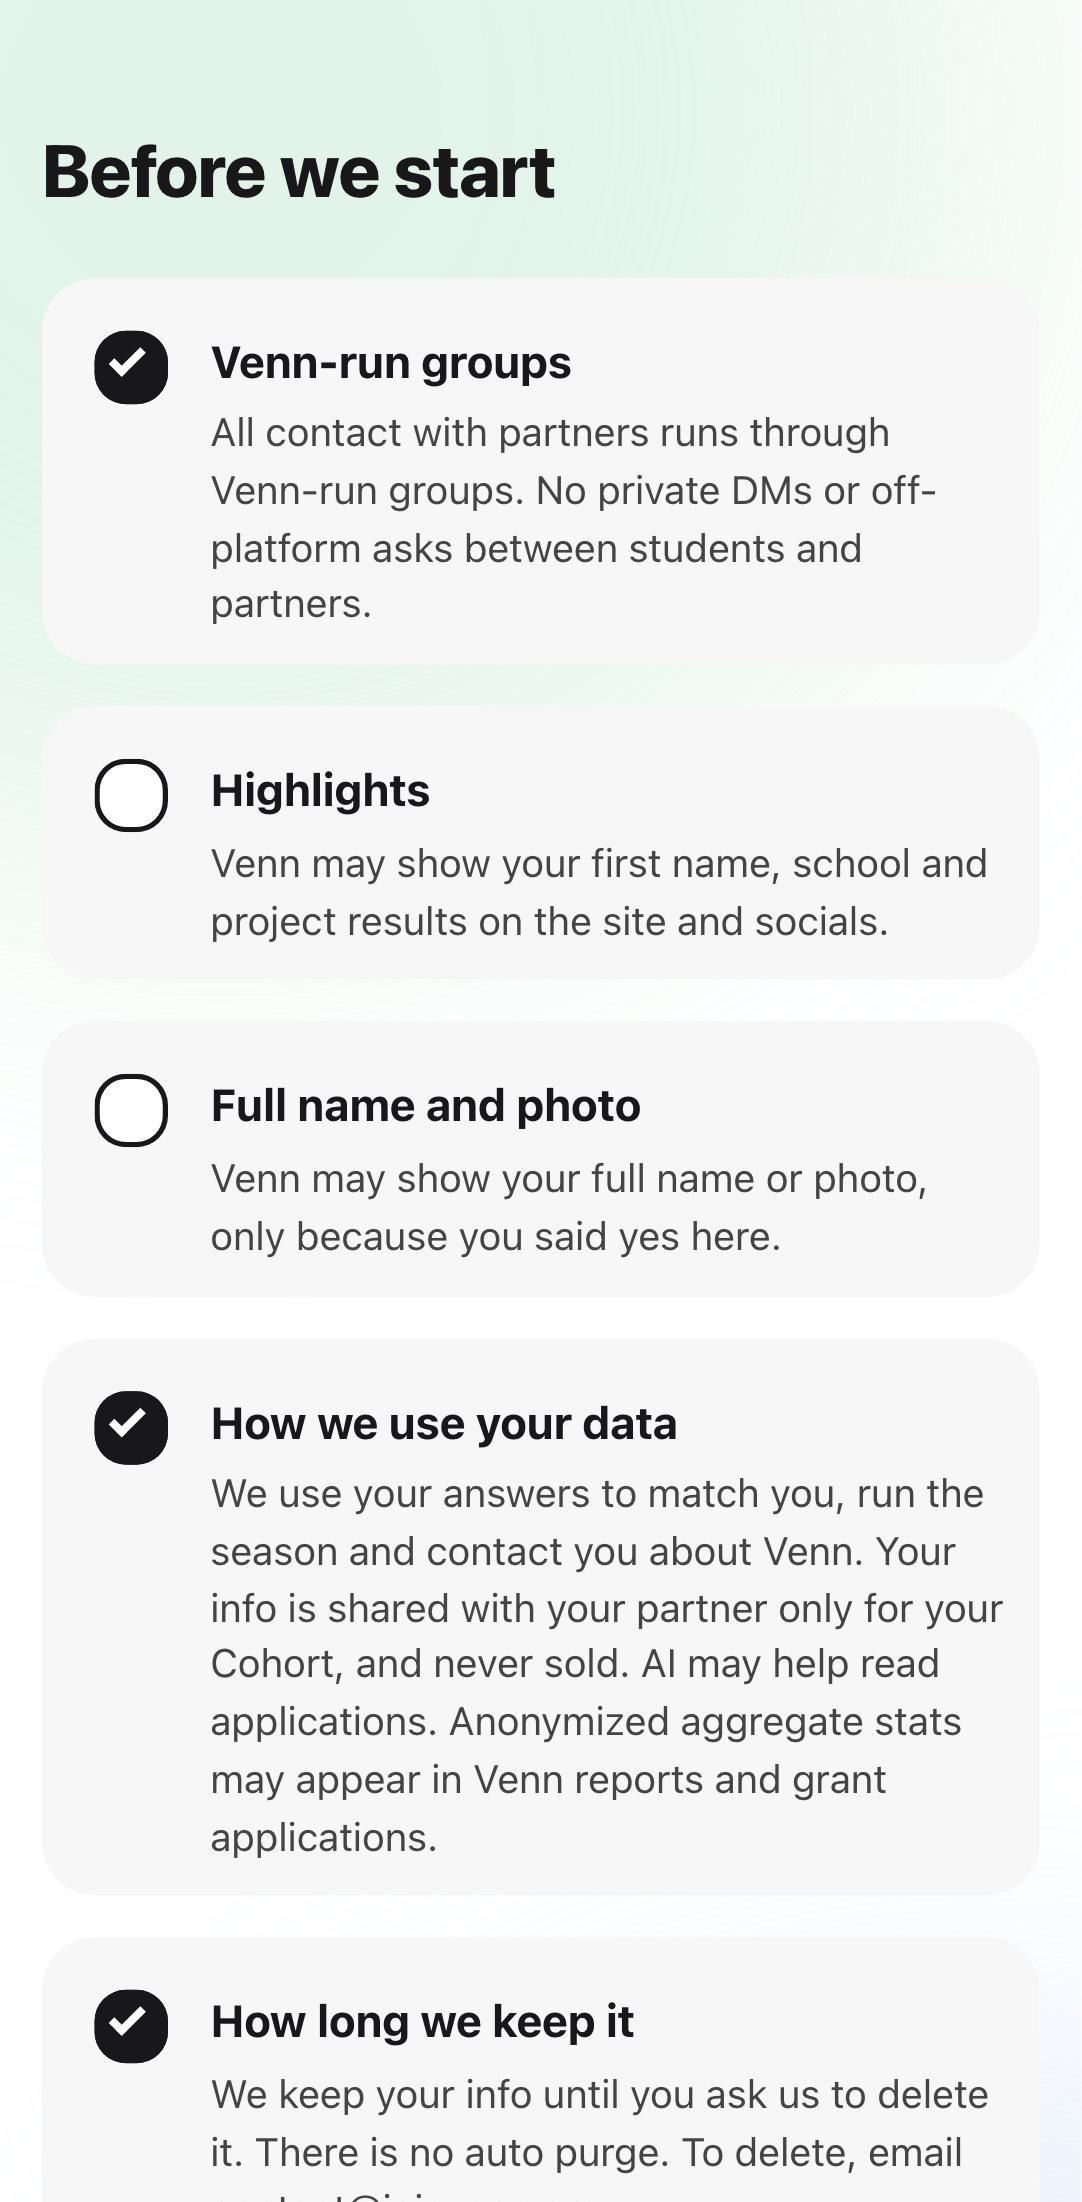 Before we start
Venn-run groups
All contact with partners runs through
Venn-run groups. No private DMs or off-
platform asks between students and
partners.
Highlights
Venn may show your first name, school and
project results on the site and socials.
Full name and photo
Venn may show your full name or photo,
only because you said yes here.
How we use your data
We use your answers to match you, run the
season and contact you about Venn. Your
info is shared with your partner only for your
Cohort, and never sold. AI may help read
applications. Anonymized aggregate stats
may appear in Venn reports and grant
applications.
How long we keep it
We keep your info until you ask us to delete
it. There is no auto purge. To delete, email